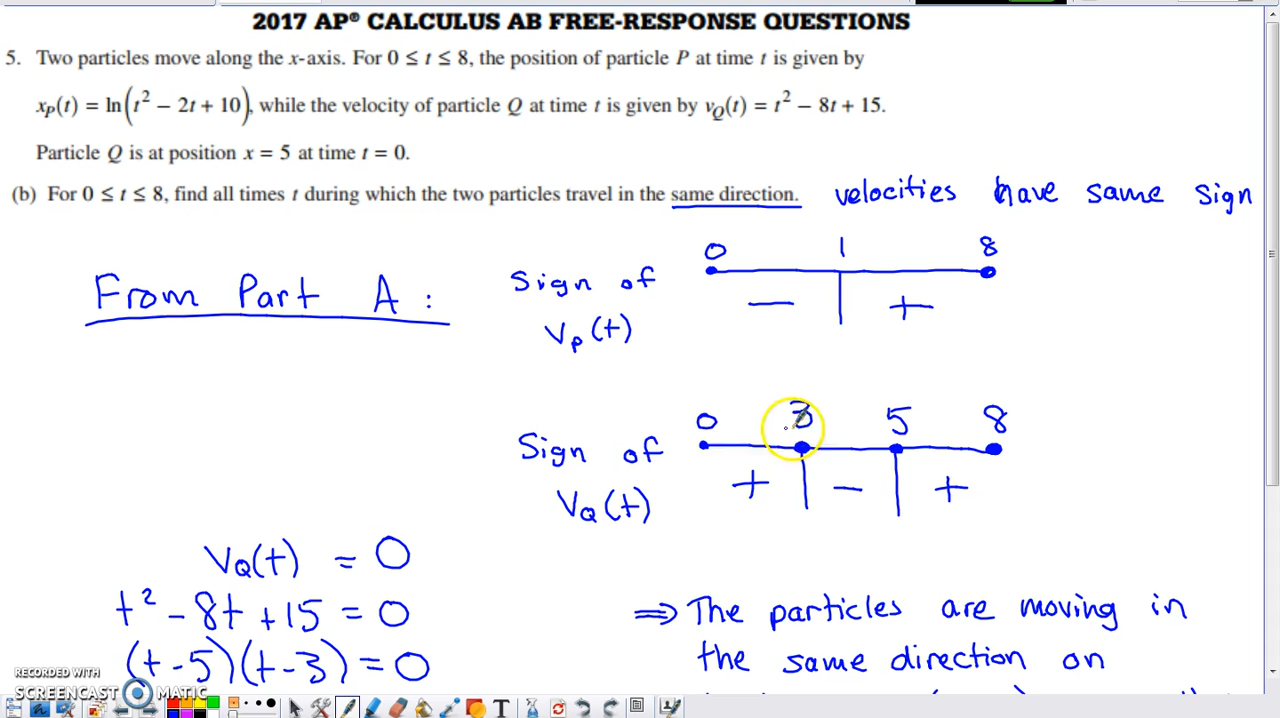 2017 AP® CALCULUS AB FREE-RESPONSE QUESTIONS
5. Two particles move along the x-axis. For 0 ≤ t ≤ 8, the position of particle P at time t is given by
xP(t) = ln(t² − 2t + 10), while the velocity of particle Q at time t is given by vQ(t) = t² − 8t + 15.
Particle Q is at position x = 5 at time t = 0.
(b) For 0 ≤ t ≤ 8, find all times t during which the two particles travel in the same direction. velocities have same sign
0 1 8
From Part A :
Sign of
− +
Vp(t)
0 3 5 8
Sign of
+ − +
VQ(t)
VQ(t) = 0
t² - 8t + 15 = 0
(t - 5)(t - 3) = 0
⇒ The particles are moving in
the same direction on
RECORDED WITH
SCREENCAST MATIC